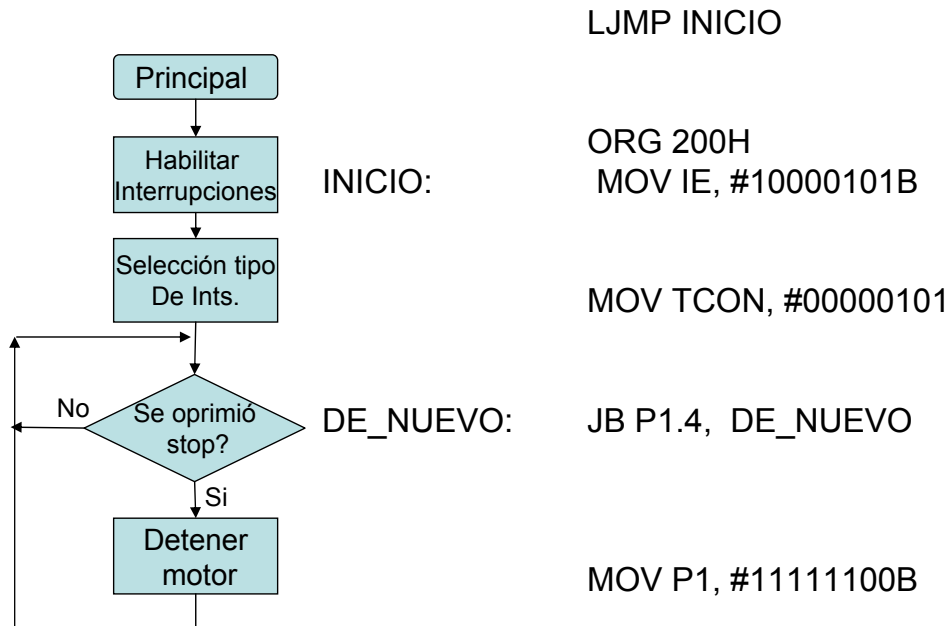 LJMP INICIO
Principal
ORG 200H
Habilitar
Interrupciones
INICIO:
MOV IE, #10000101B
Selección tipo
De Ints.
MOV TCON, #00000101
No
Se oprimió
stop?
DE_NUEVO:
JB P1.4, DE_NUEVO
Si
Detener
motor
MOV P1, #11111100B